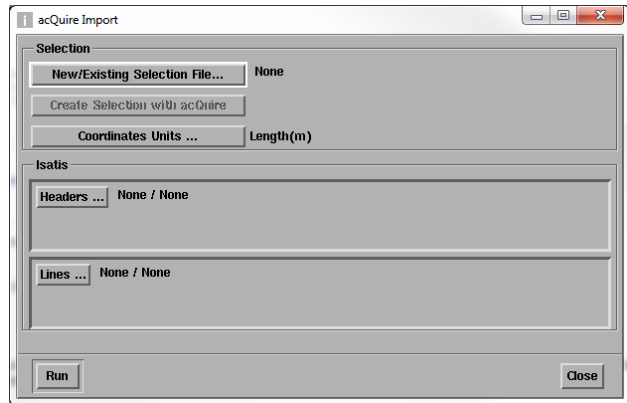 acQuire Import
Selection
New/Existing Selection File... None
Create Selection with acQuire
Coordinates Units ... Length(m)
Isatis
Headers ... None / None
Lines ... None / None
Run Close